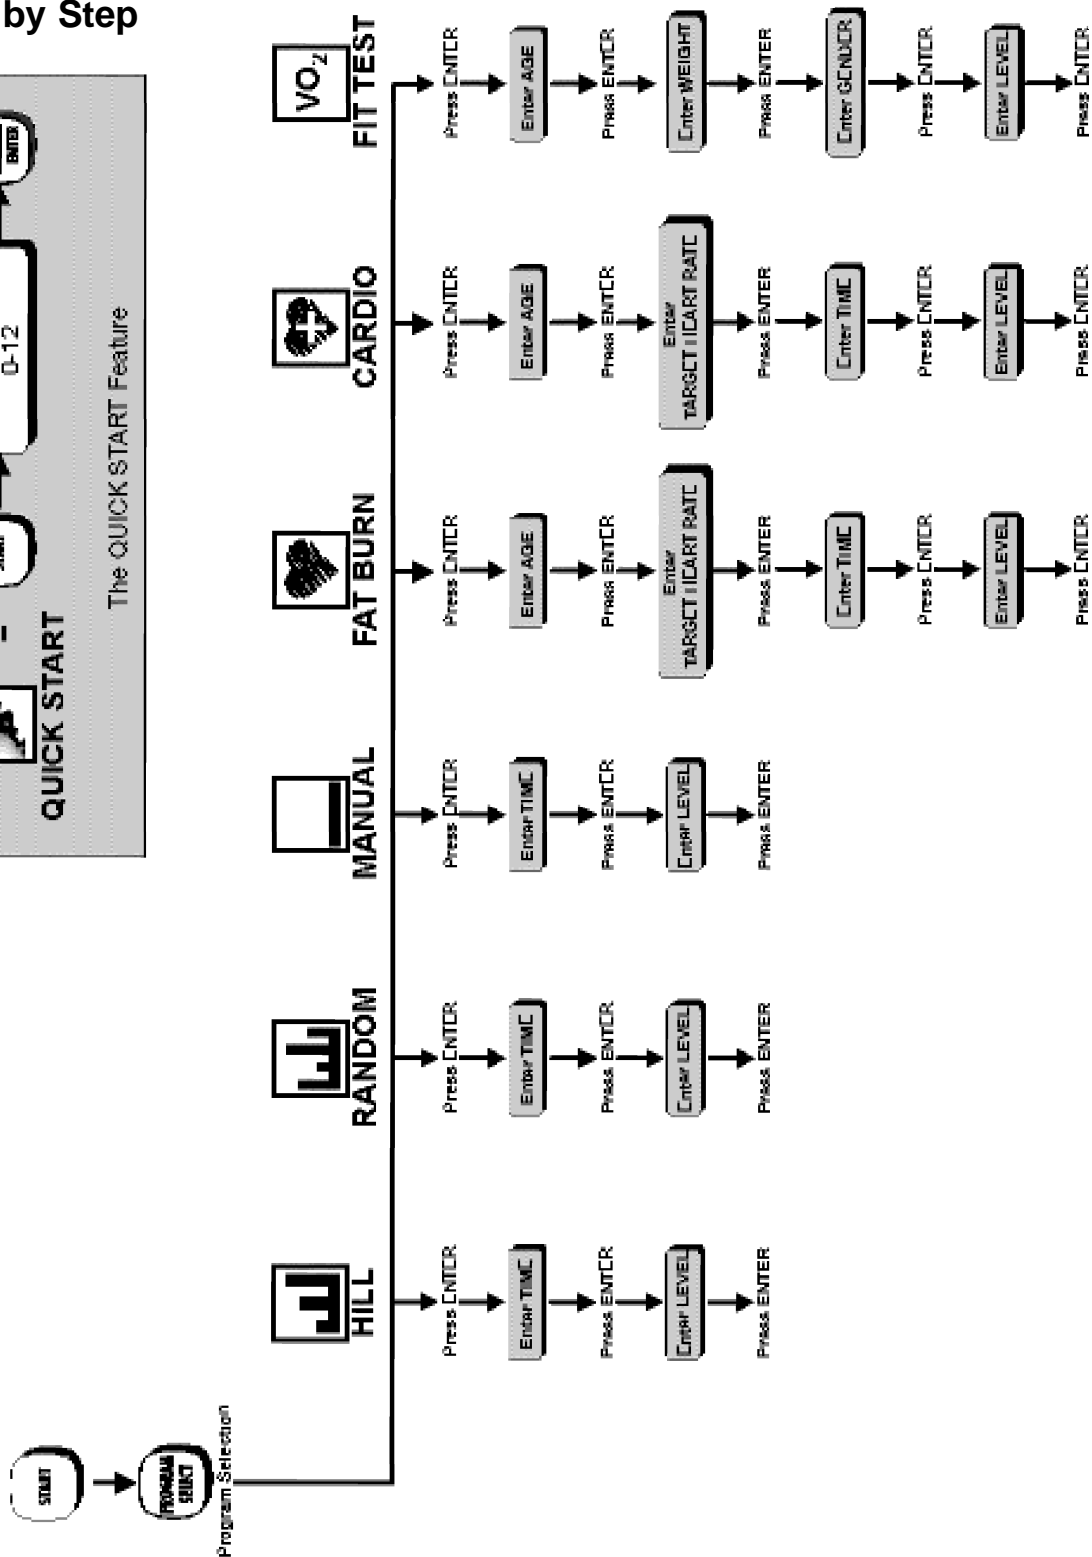 by Step
START
0-12
ENTER
QUICK START
The QUICK START Feature
START
PROGRAM
SELECT
Program Selection
HILL
Press ENTER
Enter TIME
Press ENTER
Enter LEVEL
Press ENTER
RANDOM
Press ENTER
Enter TIME
Press ENTER
Enter LEVEL
Press ENTER
MANUAL
Press ENTER
Enter TIME
Press ENTER
Enter LEVEL
Press ENTER
FAT BURN
Press ENTER
Enter AGE
Press ENTER
Enter
TARGET HEART RATE
Press ENTER
Enter TIME
Press ENTER
Enter LEVEL
Press ENTER
CARDIO
Press ENTER
Enter AGE
Press ENTER
Enter
TARGET HEART RATE
Press ENTER
Enter TIME
Press ENTER
Enter LEVEL
Press ENTER
VO2
FIT TEST
Press ENTER
Enter AGE
Press ENTER
Enter WEIGHT
Press ENTER
Enter GENDER
Press ENTER
Enter LEVEL
Press ENTER